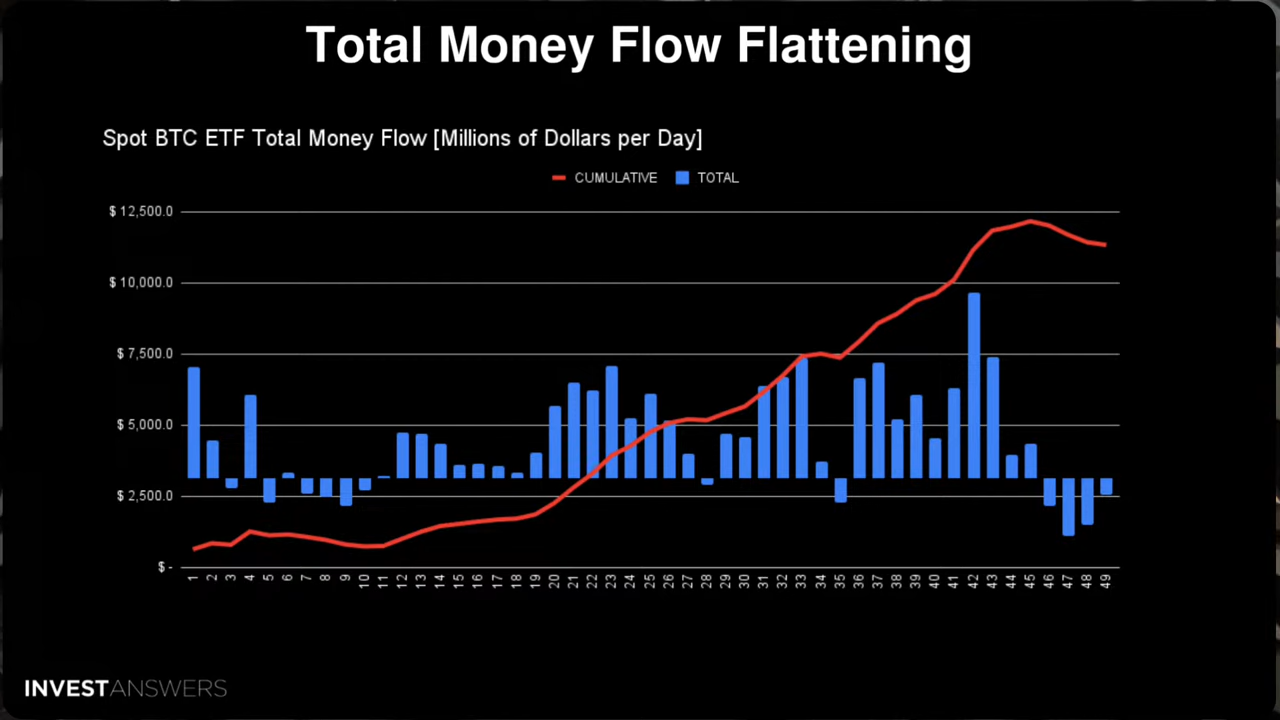 Total Money Flow Flattening
Spot BTC ETF Total Money Flow [Millions of Dollars per Day]
CUMULATIVE TOTAL
$ 12,500.0
$ 10,000.0
$ 7,500.0
$ 5,000.0
$ 2,500.0
$ -
1 2 3 4 5 6 7 8 9 10 11 12 13 14 15 16 17 18 19 20 21 22 23 24 25 26 27 28 29 30 31 32 33 34 35 36 37 38 39 40 41 42 43 44 45 46 47 48 49
INVESTANSWERS